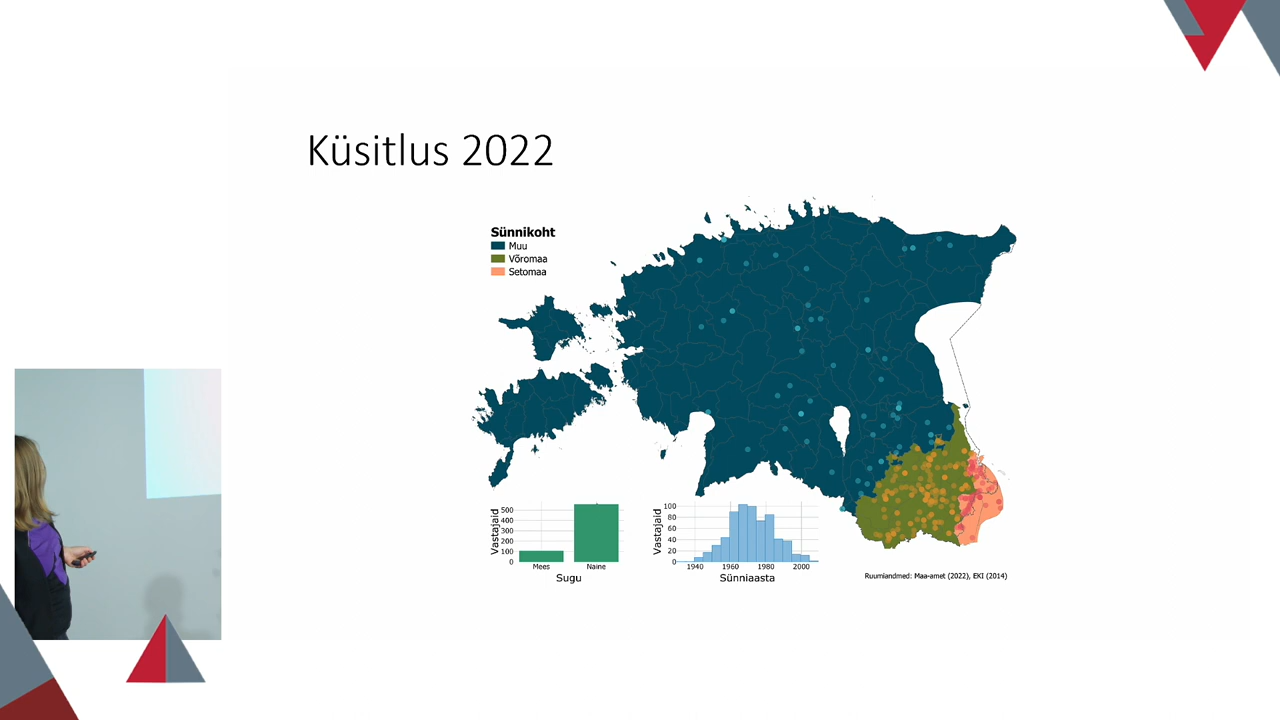 Küsitlus 2022
Sünnikoht
Muu
Võromaa
Setomaa
Vastajaid
500
400
300
200
100
0
Mees
Naine
Sugu
Vastajaid
100
80
60
40
20
0
1940
1960
1980
2000
Sünniaasta
Ruumiandmed: Maa-amet (2022), EKI (2014)